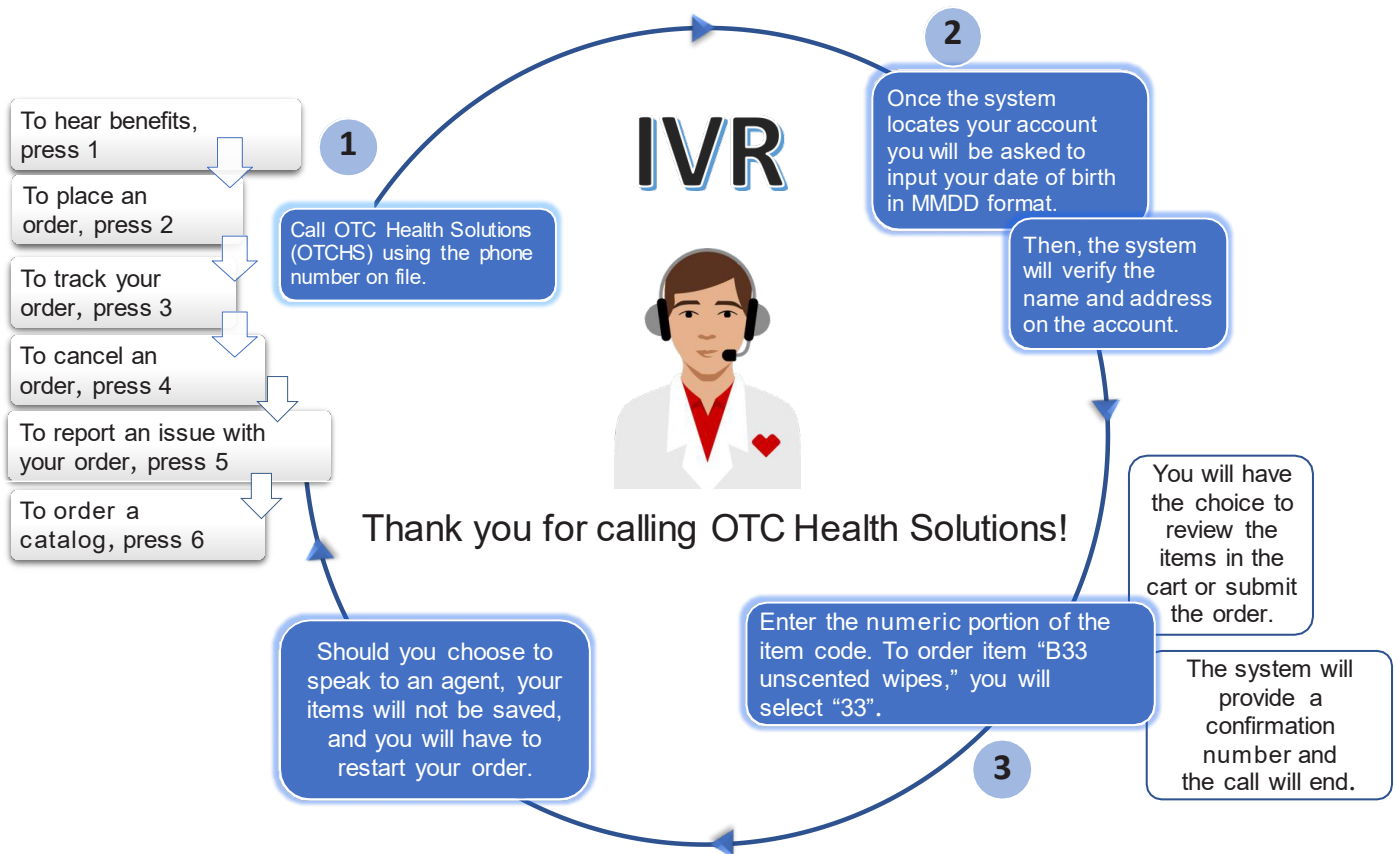 IVR
1
Call OTC Health Solutions
(OTCHS) using the phone
number on file.
To hear benefits,
press 1
To place an
order, press 2
To track your
order, press 3
To cancel an
order, press 4
To report an issue with
your order, press 5
To order a
catalog, press 6
2
Once the system
locates your account
you will be asked to
input your date of birth
in MMDD format.
Then, the system
will verify the
name and address
on the account.
Thank you for calling OTC Health Solutions!
3
Enter the numeric portion of the
item code. To order item “B33
unscented wipes,” you will
select “33”.
You will have
the choice to
review the
items in the
cart or submit
the order.
The system will
provide a
confirmation
number and
the call will end.
Should you choose to
speak to an agent, your
items will not be saved,
and you will have to
restart your order.